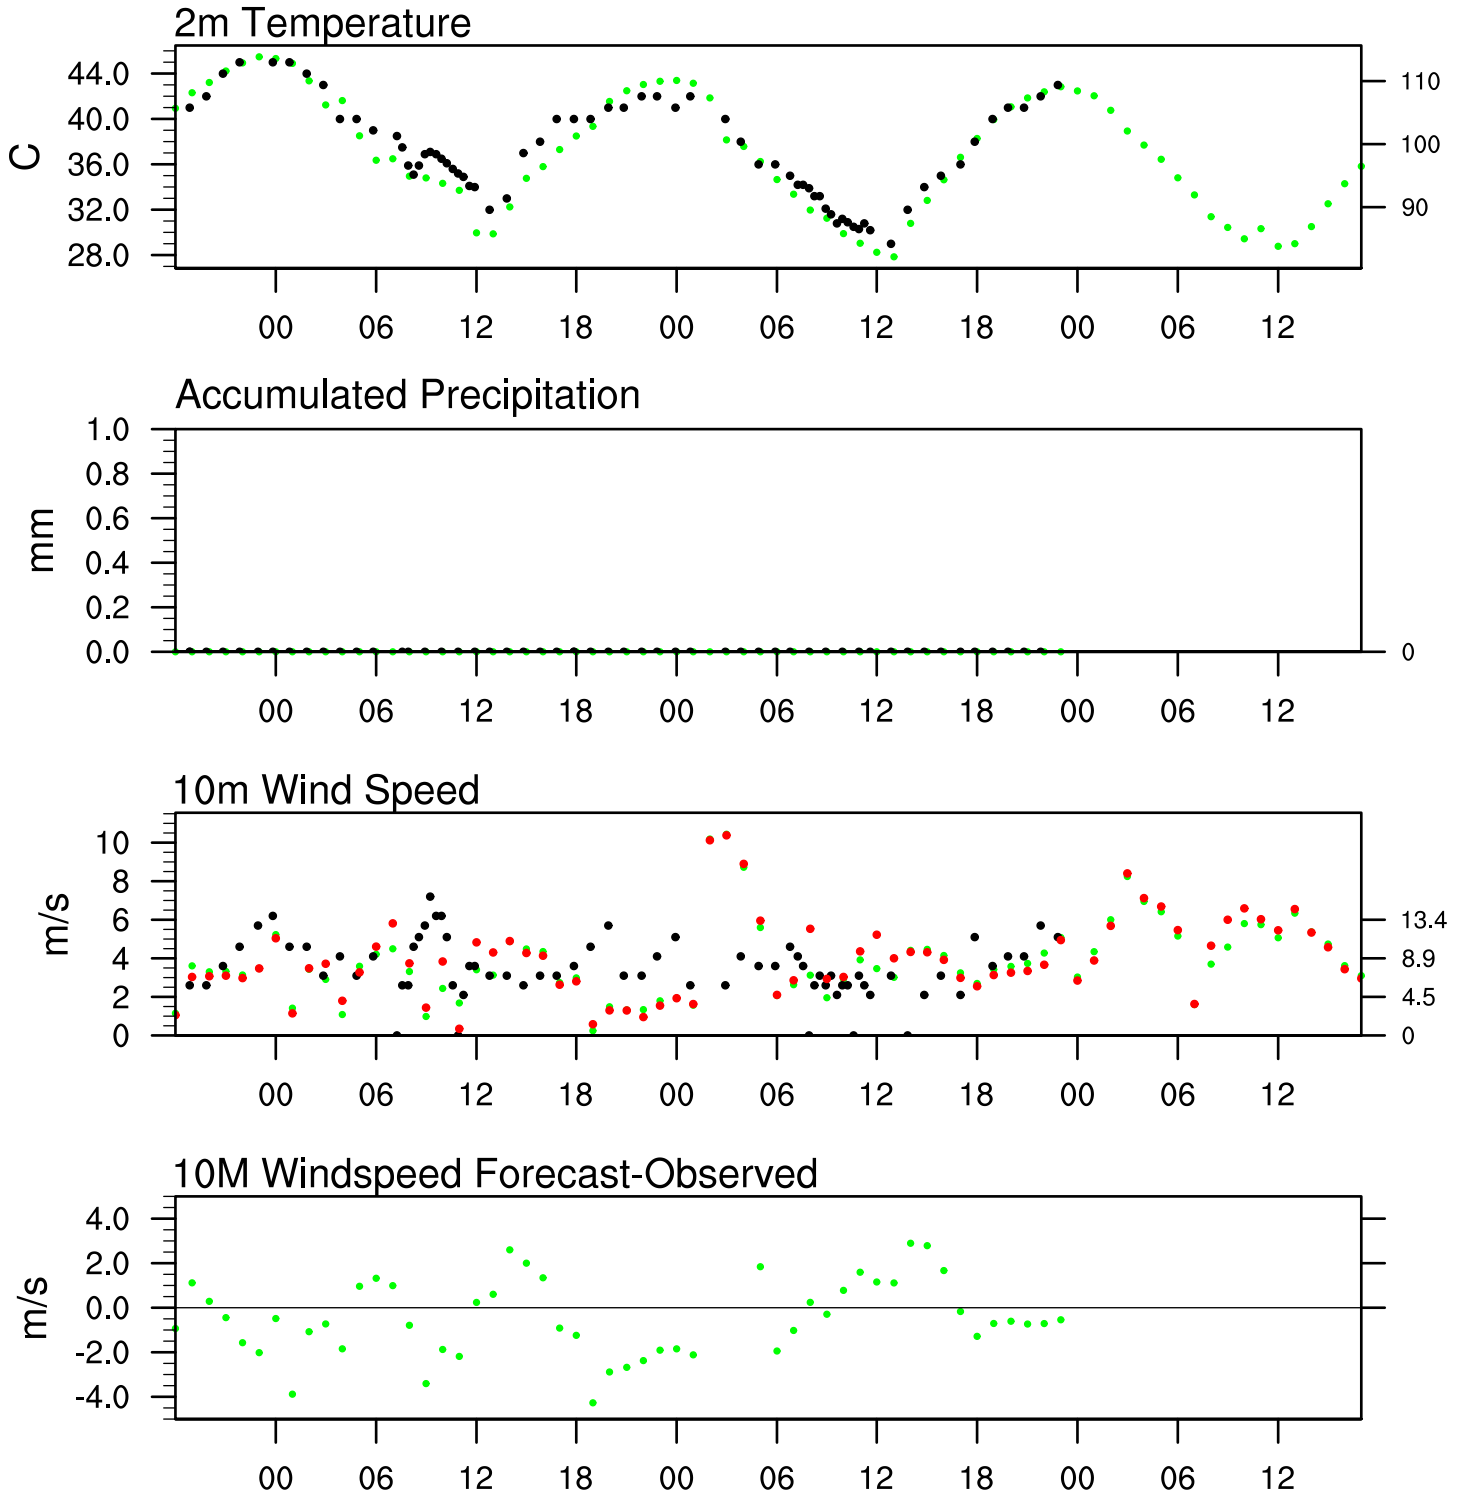 2m Temperature
C
44.0
40.0
36.0
32.0
28.0
110
100
90
00 06 12 18 00 06 12 18 00 06 12
Accumulated Precipitation
mm
1.0
0.8
0.6
0.4
0.2
0.0
0
00 06 12 18 00 06 12 18 00 06 12
10m Wind Speed
m/s
10
8
6
4
2
0
13.4
8.9
4.5
0
00 06 12 18 00 06 12 18 00 06 12
10M Windspeed Forecast-Observed
m/s
4.0
2.0
0.0
-2.0
-4.0
00 06 12 18 00 06 12 18 00 06 12